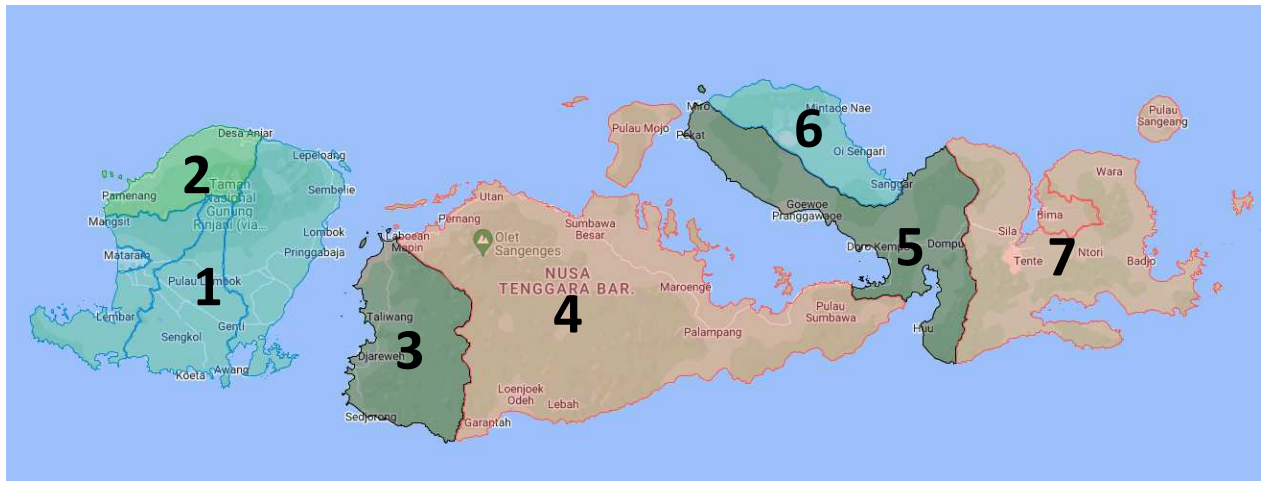 Desa Anjar
Lepeloang
2
Taman
Nasional
Gunung
Rinjani (via...
Sembelie
Pamenang
Mangsit
Lombok
Pringgabaja
Mataram
Pulau Lombok
1
Lembar
Sengkol
Genti
Koeta
Awang
Laboean
Mapin
Taliwang
3
Djareweh
Sedjorong
Utan
Pernang
Olet
Sangenges
Sumbawa
Besar
NUSA
TENGGARA BAR.
4
Maroenge
Palampang
Pulau
Sumbawa
Loenjoek
Odeh
Lebah
Garantah
Pulau Mojo
Miro
Pekat
Mintade Nae
6
Oi Sengari
Sanggar
Goewoe
Pranggawaoe
Doro Kempo
5
Dompu
Huu
Pulau
Sangeang
Wara
Bima
Sila
7
Ntori
Tente
Badjo